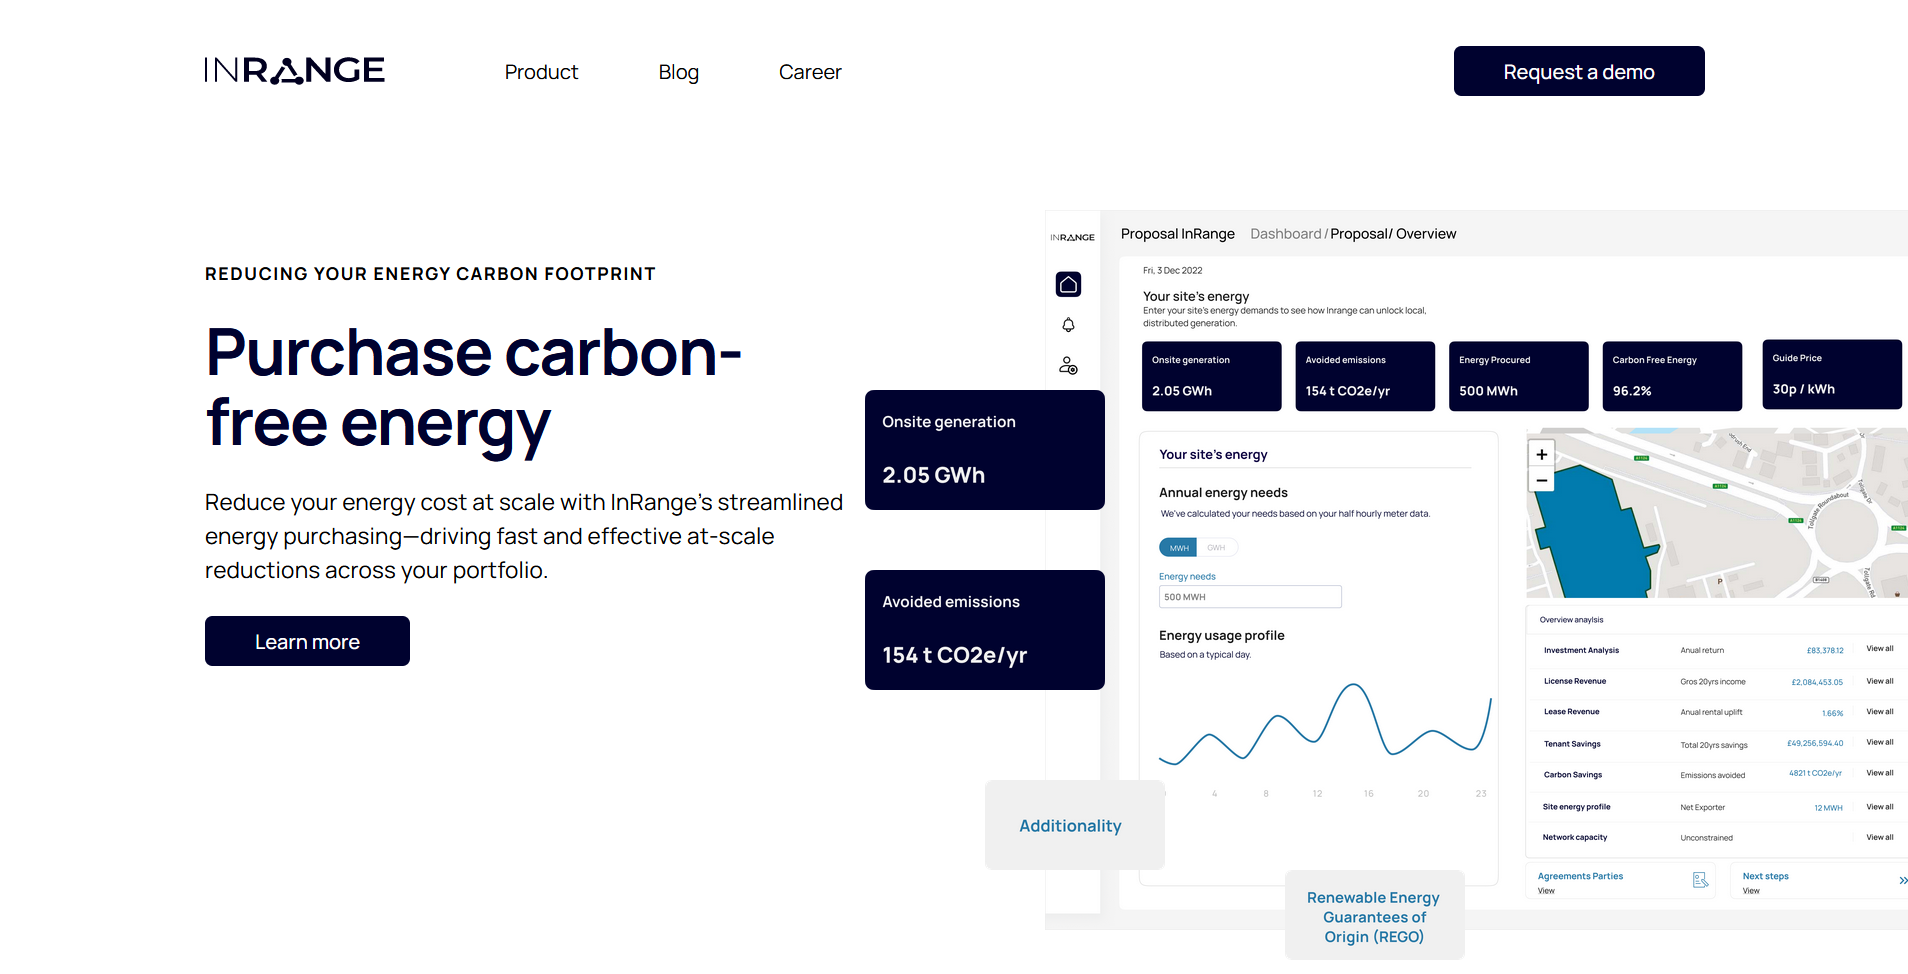 INRANGE
Product
Blog
Career
Request a demo
REDUCING YOUR ENERGY CARBON FOOTPRINT
Purchase carbon-
free energy
Reduce your energy cost at scale with InRange's streamlined
energy purchasing—driving fast and effective at-scale
reductions across your portfolio.
Learn more
Onsite generation
2.05 GWh
Avoided emissions
154 t CO2e/yr
Additionality
Renewable Energy
Guarantees of
Origin (REGO)
INRANGE
Proposal InRange
Dashboard / Proposal/ Overview
Fri, 3 Dec 2022
Your site's energy
Enter your site's energy demands to see how Inrange can unlock local,
distributed generation.
Onsite generation
2.05 GWh
Avoided emissions
154 t CO2e/yr
Energy Procured
500 MWh
Carbon Free Energy
96.2%
Guide Price
30p / kWh
Your site's energy
Annual energy needs
We've calculated your needs based on your half hourly meter data.
MWH GWH
Energy needs
500 MWH
Energy usage profile
Based on a typical day.
4 8 12 16 20 23
+
−
Tollgate Roundabout
Tollgate Dr
Tollgate Rd
P
Overview anaylsis
Investment Analysis Anual return £83,378.12 View all
License Revenue Gros 20yrs income £2,084,453.05 View all
Lease Revenue Anual rental uplift 1.66% View all
Tenant Savings Total 20yrs savings £49,256,594.40 View all
Carbon Savings Emissions avoided 4821 t CO2e/yr View all
Site energy profile Net Exporter 12 MWH View all
Network capacity Unconstrained View all
Agreements Parties
View
Next steps
View